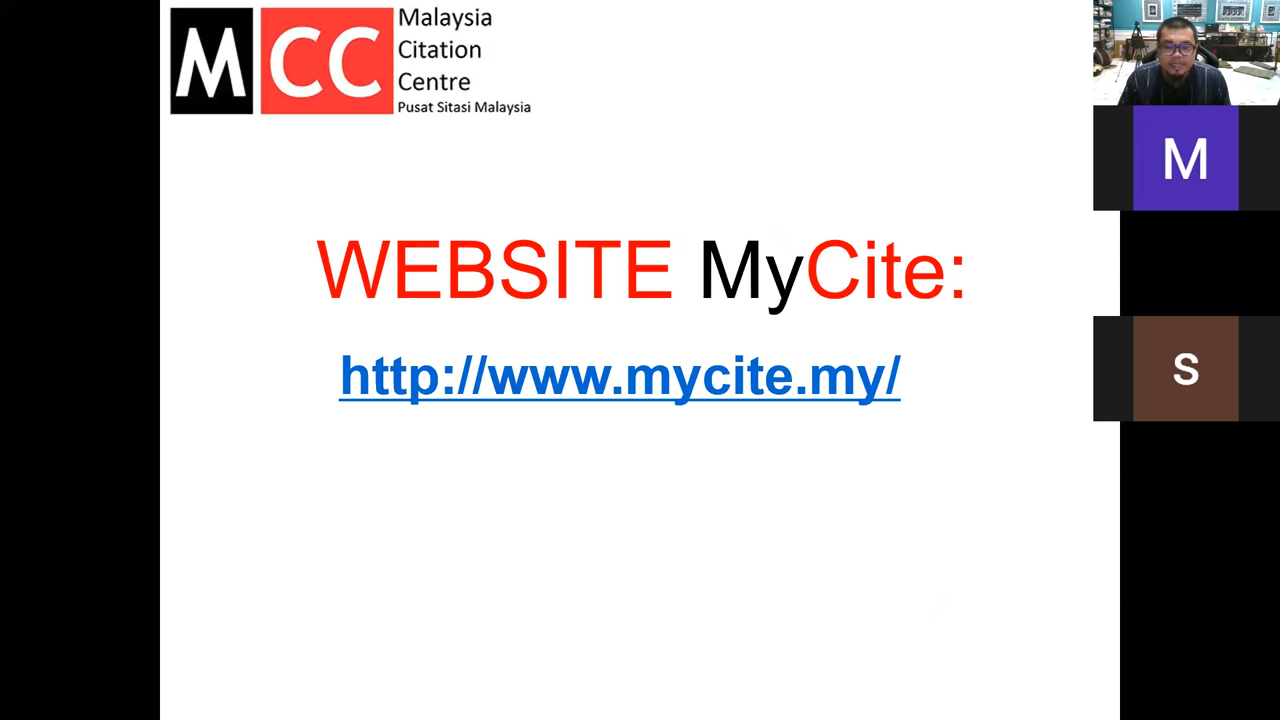 MCC
Malaysia
Citation
Centre
Pusat Sitasi Malaysia
M
WEBSITE MyCite:
http://www.mycite.my/
S